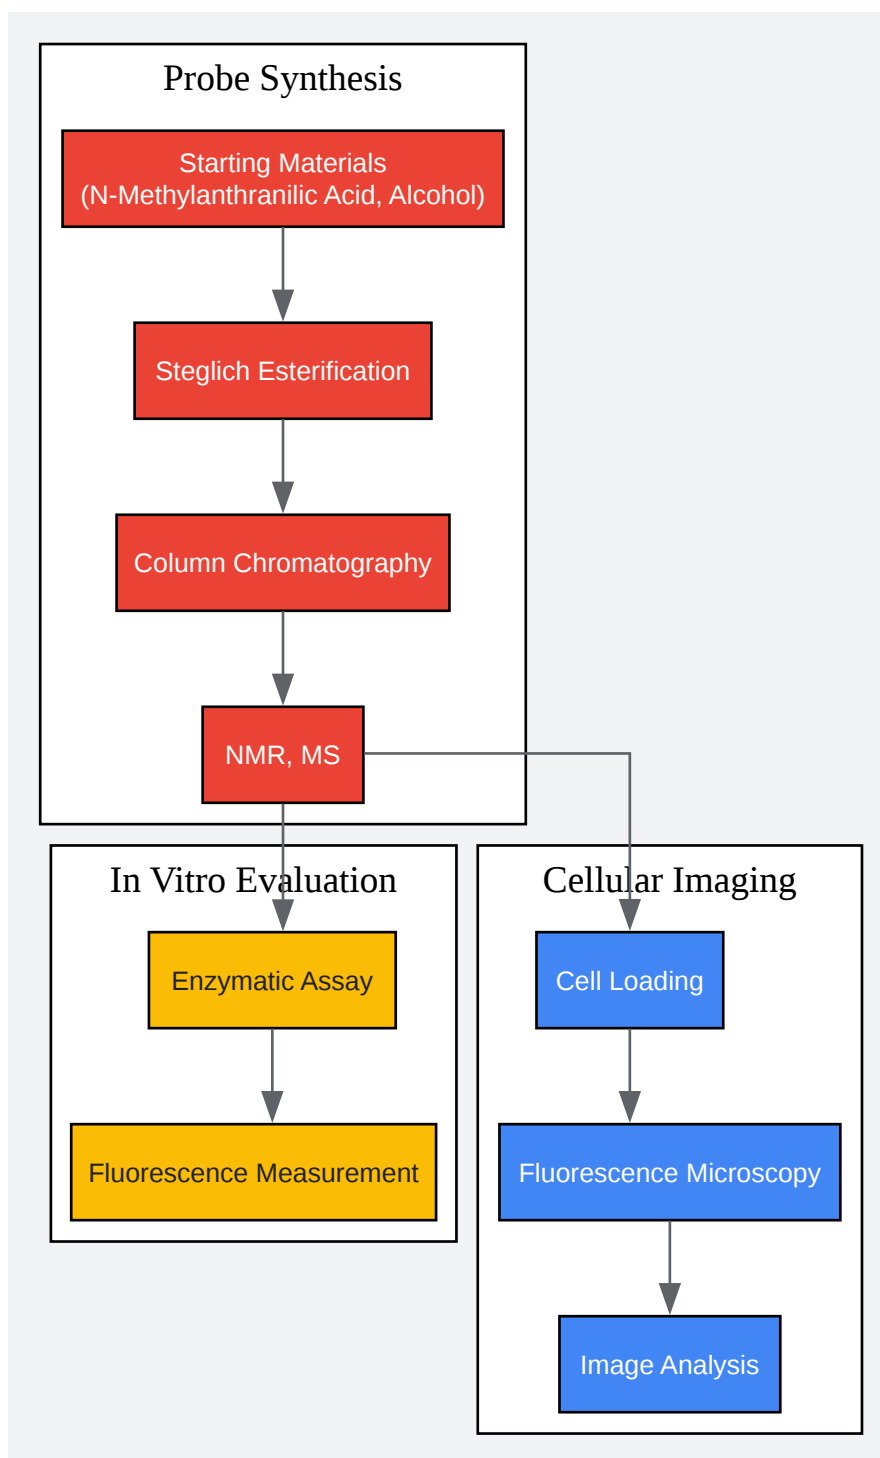 Probe Synthesis
Starting Materials
(N-Methylanthranilic Acid, Alcohol)
Steglich Esterification
Column Chromatography
NMR, MS
In Vitro Evaluation
Enzymatic Assay
Fluorescence Measurement
Cellular Imaging
Cell Loading
Fluorescence Microscopy
Image Analysis